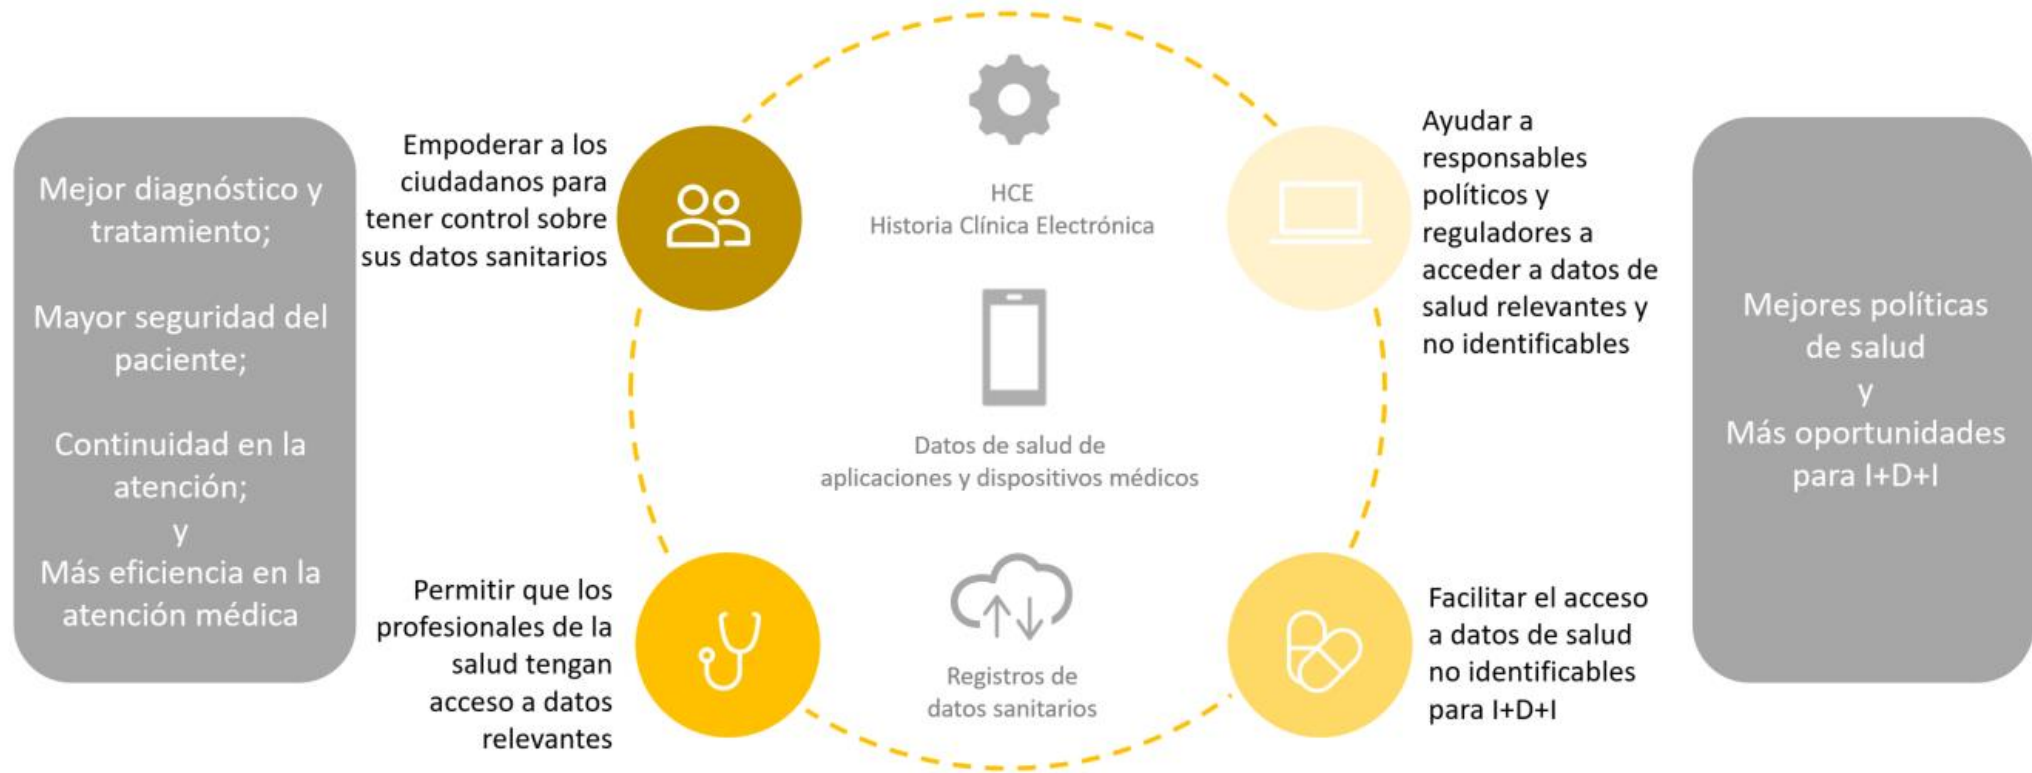 Mejor diagnóstico y
tratamiento;
Mayor seguridad del
paciente;
Continuidad en la
atención;
y
Más eficiencia en la
atención médica
Empoderar a los
ciudadanos para
tener control sobre
sus datos sanitarios
Permitir que los
profesionales de la
salud tengan
acceso a datos
relevantes
HCE
Historia Clínica Electrónica
Datos de salud de
aplicaciones y dispositivos médicos
Registros de
datos sanitarios
Ayudar a
responsables
políticos y
reguladores a
acceder a datos de
salud relevantes y
no identificables
Facilitar el acceso
a datos de salud
no identificables
para I+D+I
Mejores políticas
de salud
y
Más oportunidades
para I+D+I